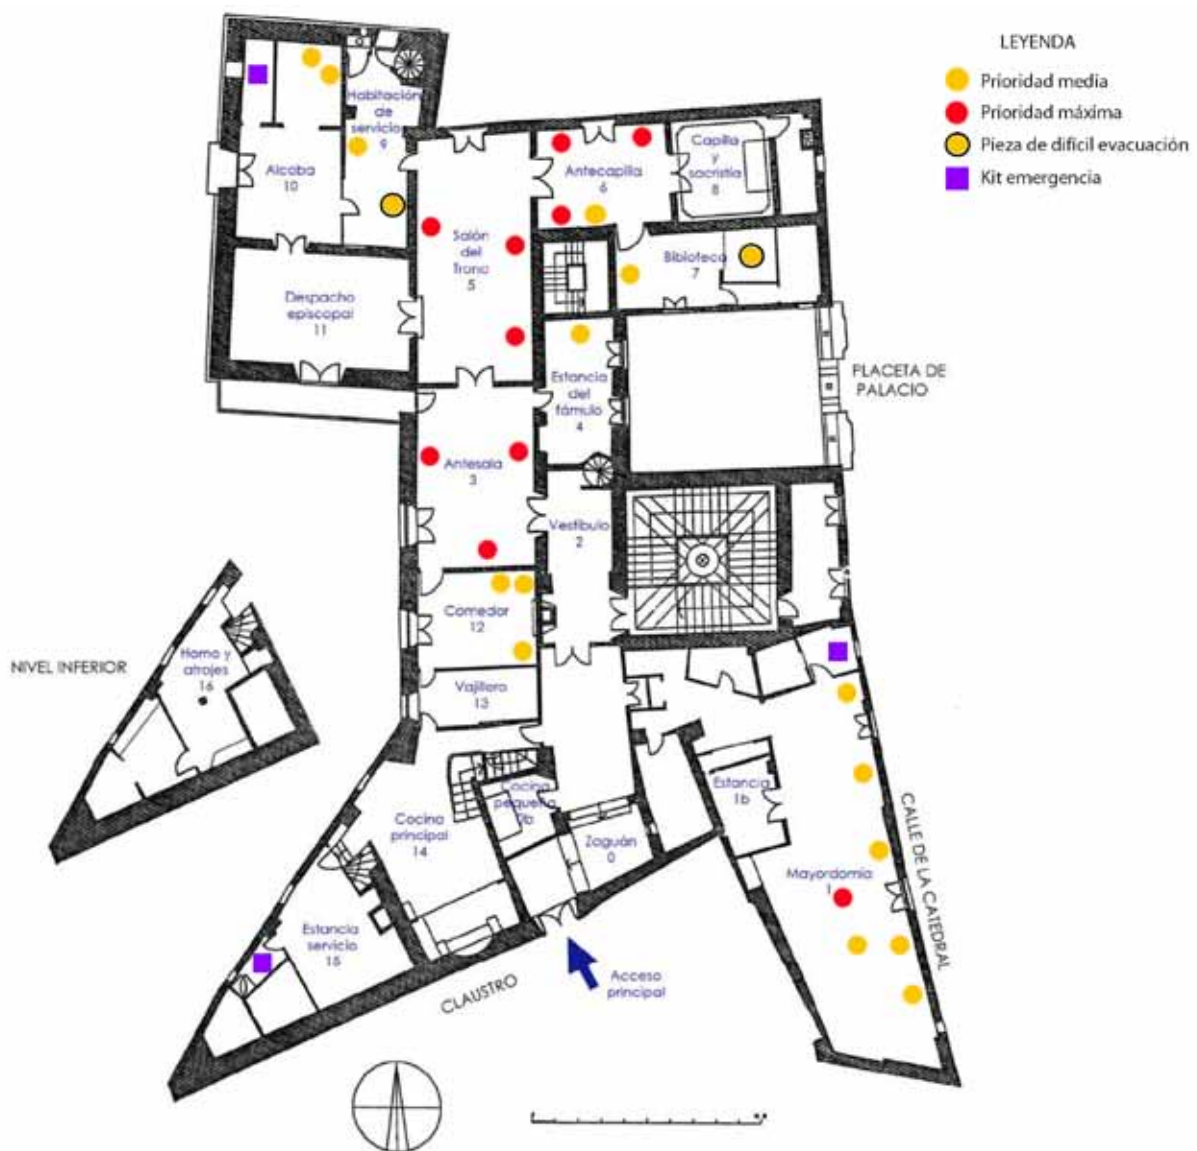 LEYENDA
Prioridad media
Prioridad máxima
Pieza de difícil evacuación
Kit emergencia
Habitación
de
servicio
9
Alcoba
10
Antecapilla
6
Capilla
y
sacristía
8
Salón
del
Trono
5
Biblioteca
7
Despacho
episcopal
11
PLACETA DE
PALACIO
Estancia
del
fámulo
4
Antesala
3
Vestíbulo
2
Comedor
12
NIVEL INFERIOR
Horno y
atrojes
16
Vajillero
13
Cocina
pequeña
0b
Estancia
1b
Cocina
principal
14
Zaguán
0
CALLE DE LA CATEDRAL
Mayordomía
1
Estancia
servicio
15
CLAUSTRO
Acceso
principal